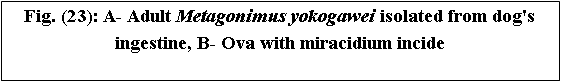 Fig. (23): A- Adult Metagonimus yokogawei isolated from dog's
ingestine, B- Ova with miracidium incide